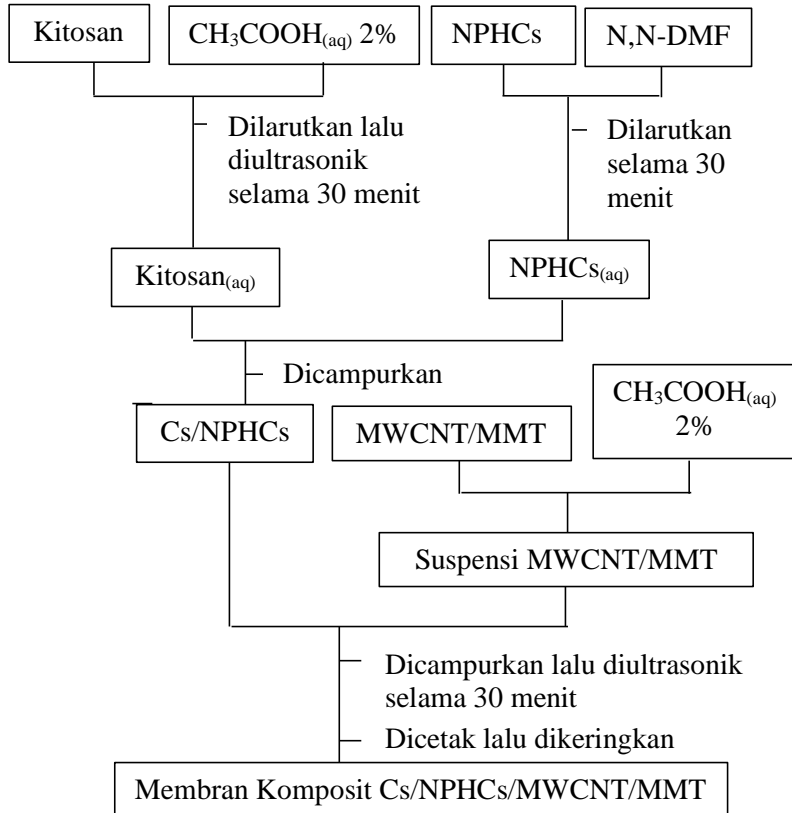 Kitosan
CH₃COOH₍aq₎ 2%
NPHCs
N,N-DMF
Dilarutkan lalu
diultrasonik
selama 30 menit
Dilarutkan
selama 30
menit
Kitosan₍aq₎
NPHCs₍aq₎
Dicampurkan
Cs/NPHCs
MWCNT/MMT
CH₃COOH₍aq₎
2%
Suspensi MWCNT/MMT
Dicampurkan lalu diultrasonik
selama 30 menit
Dicetak lalu dikeringkan
Membran Komposit Cs/NPHCs/MWCNT/MMT